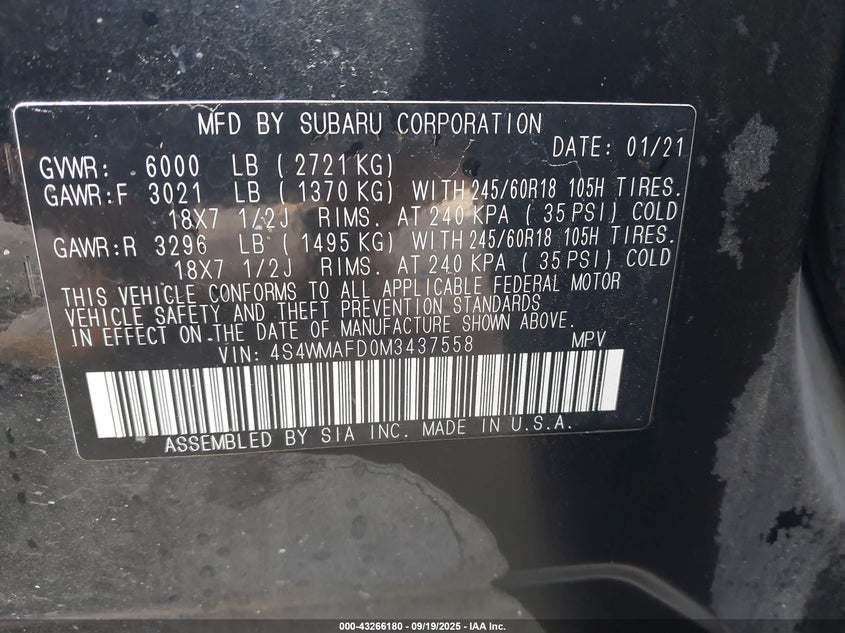 MFD BY SUBARU CORPORATION
DATE: 01/21
GVWR: 6000 LB ( 2721 KG)
GAWR:F 3021 LB ( 1370 KG) WITH 245/60R18 105H TIRES.
18X7 1/2J RIMS. AT 240 KPA ( 35 PSI) COLD
GAWR:R 3296 LB ( 1495 KG) WITH 245/60R18 105H TIRES.
18X7 1/2J RIMS. AT 240 KPA ( 35 PSI) COLD
THIS VEHICLE CONFORMS TO ALL APPLICABLE FEDERAL MOTOR
VEHICLE SAFETY AND THEFT PREVENTION STANDARDS
IN EFFECT ON THE DATE OF MANUFACTURE SHOWN ABOVE.
VIN: 4S4WMAFD0M3437558 MPV
ASSEMBLED BY SIA INC. MADE IN U.S.A.
000-43266180 - 09/19/2025 - IAA Inc.